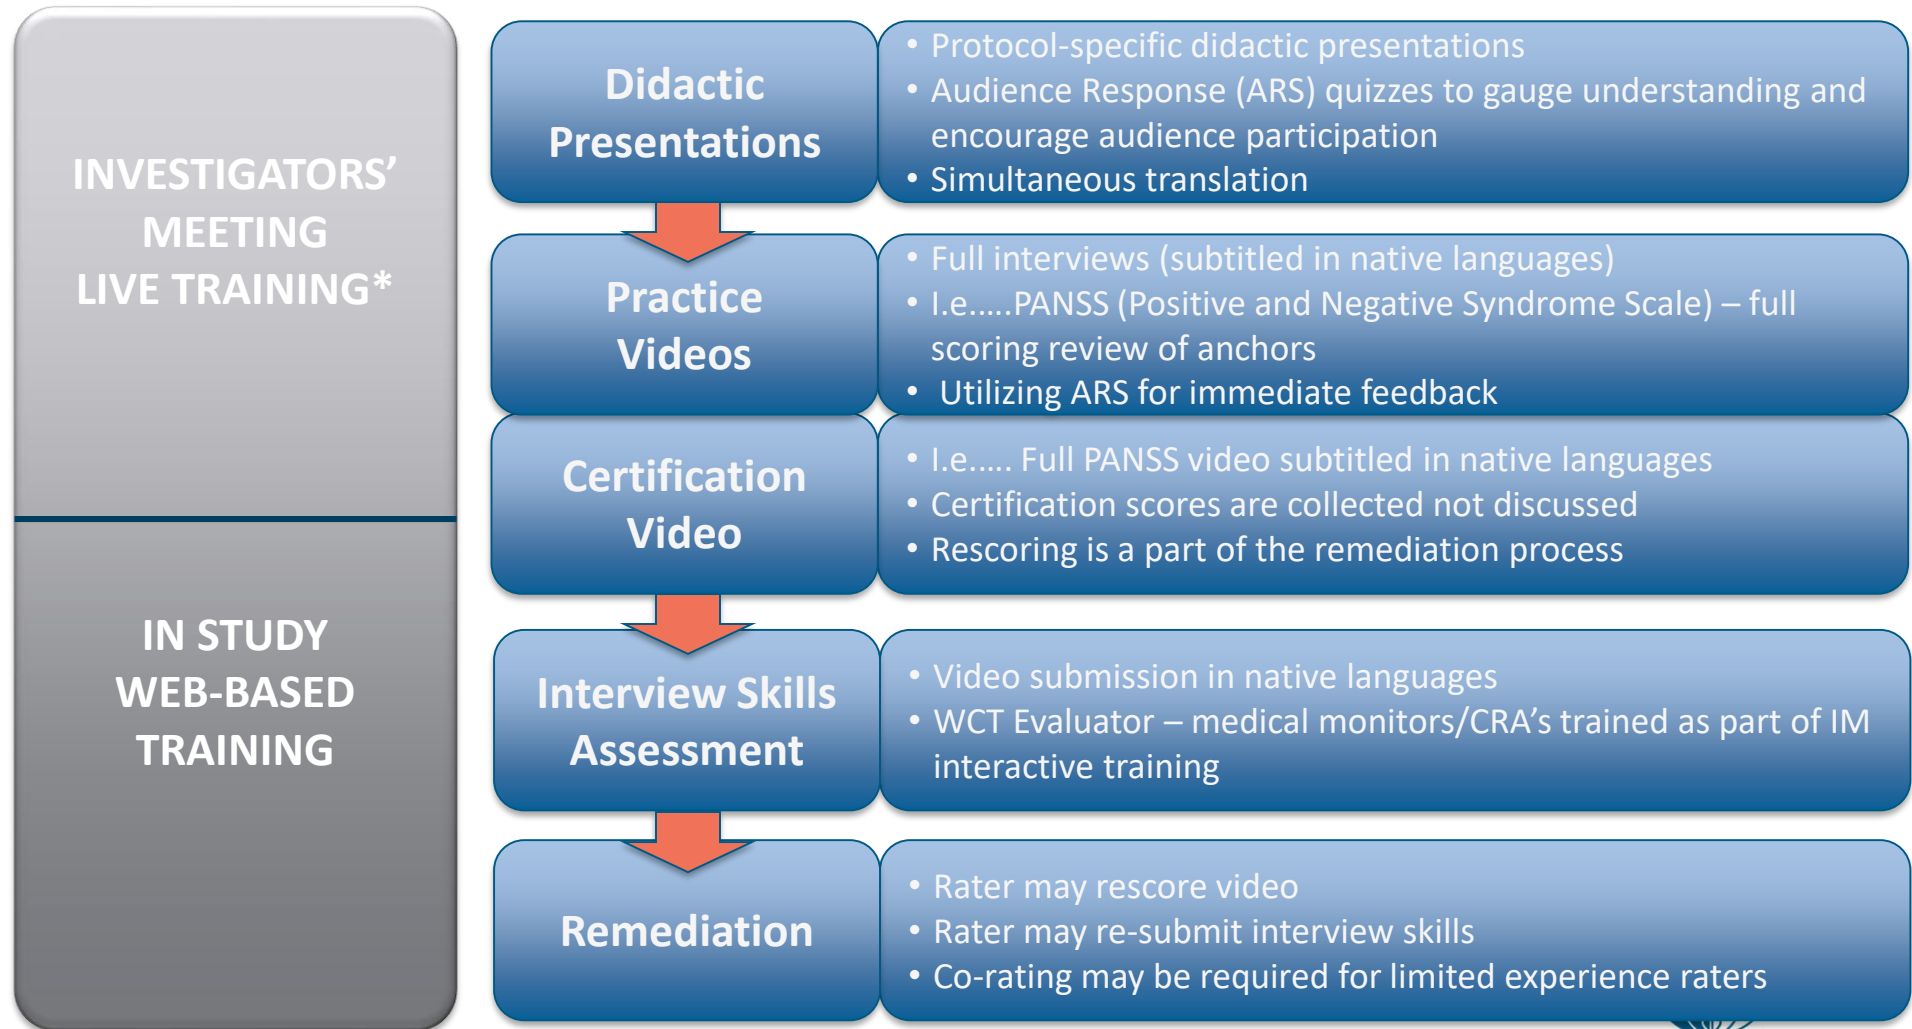 INVESTIGATORS’
MEETING
LIVE TRAINING*
IN STUDY
WEB-BASED
TRAINING
Didactic
Presentations
• Protocol-specific didactic presentations
• Audience Response (ARS) quizzes to gauge understanding and
encourage audience participation
• Simultaneous translation
Practice
Videos
• Full interviews (subtitled in native languages)
• I.e.....PANSS (Positive and Negative Syndrome Scale) – full
scoring review of anchors
• Utilizing ARS for immediate feedback
Certification
Video
• I.e..... Full PANSS video subtitled in native languages
• Certification scores are collected not discussed
• Rescoring is a part of the remediation process
Interview Skills
Assessment
• Video submission in native languages
• WCT Evaluator – medical monitors/CRA’s trained as part of IM
interactive training
Remediation
• Rater may rescore video
• Rater may re-submit interview skills
• Co-rating may be required for limited experience raters